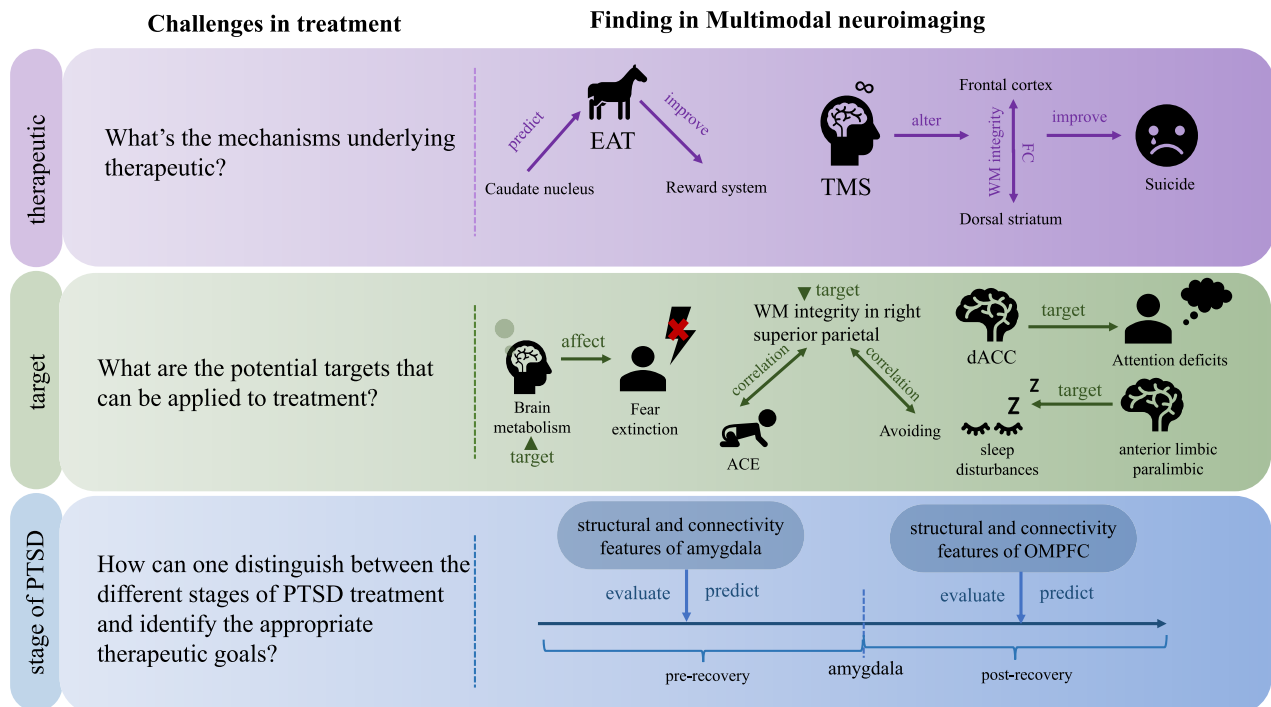 Challenges in treatment
Finding in Multimodal neuroimaging
therapeutic
What's the mechanisms underlying
therapeutic?
predict
EAT
improve
Caudate nucleus
Reward system
∞
TMS
alter
Frontal cortex
WM integrity
FC
Dorsal striatum
improve
Suicide
target
What are the potential targets that
can be applied to treatment?
affect
Brain
metabolism
target
Fear
extinction
target
WM integrity in right
superior parietal
correlation
correlation
ACE
Avoiding
dACC
target
Attention deficits
Z
Z
target
sleep
disturbances
anterior limbic
paralimbic
stage of PTSD
How can one distinguish between the
different stages of PTSD treatment
and identify the appropriate
therapeutic goals?
structural and connectivity
features of amygdala
evaluate
predict
structural and connectivity
features of OMPFC
evaluate
predict
pre-recovery
amygdala
post-recovery